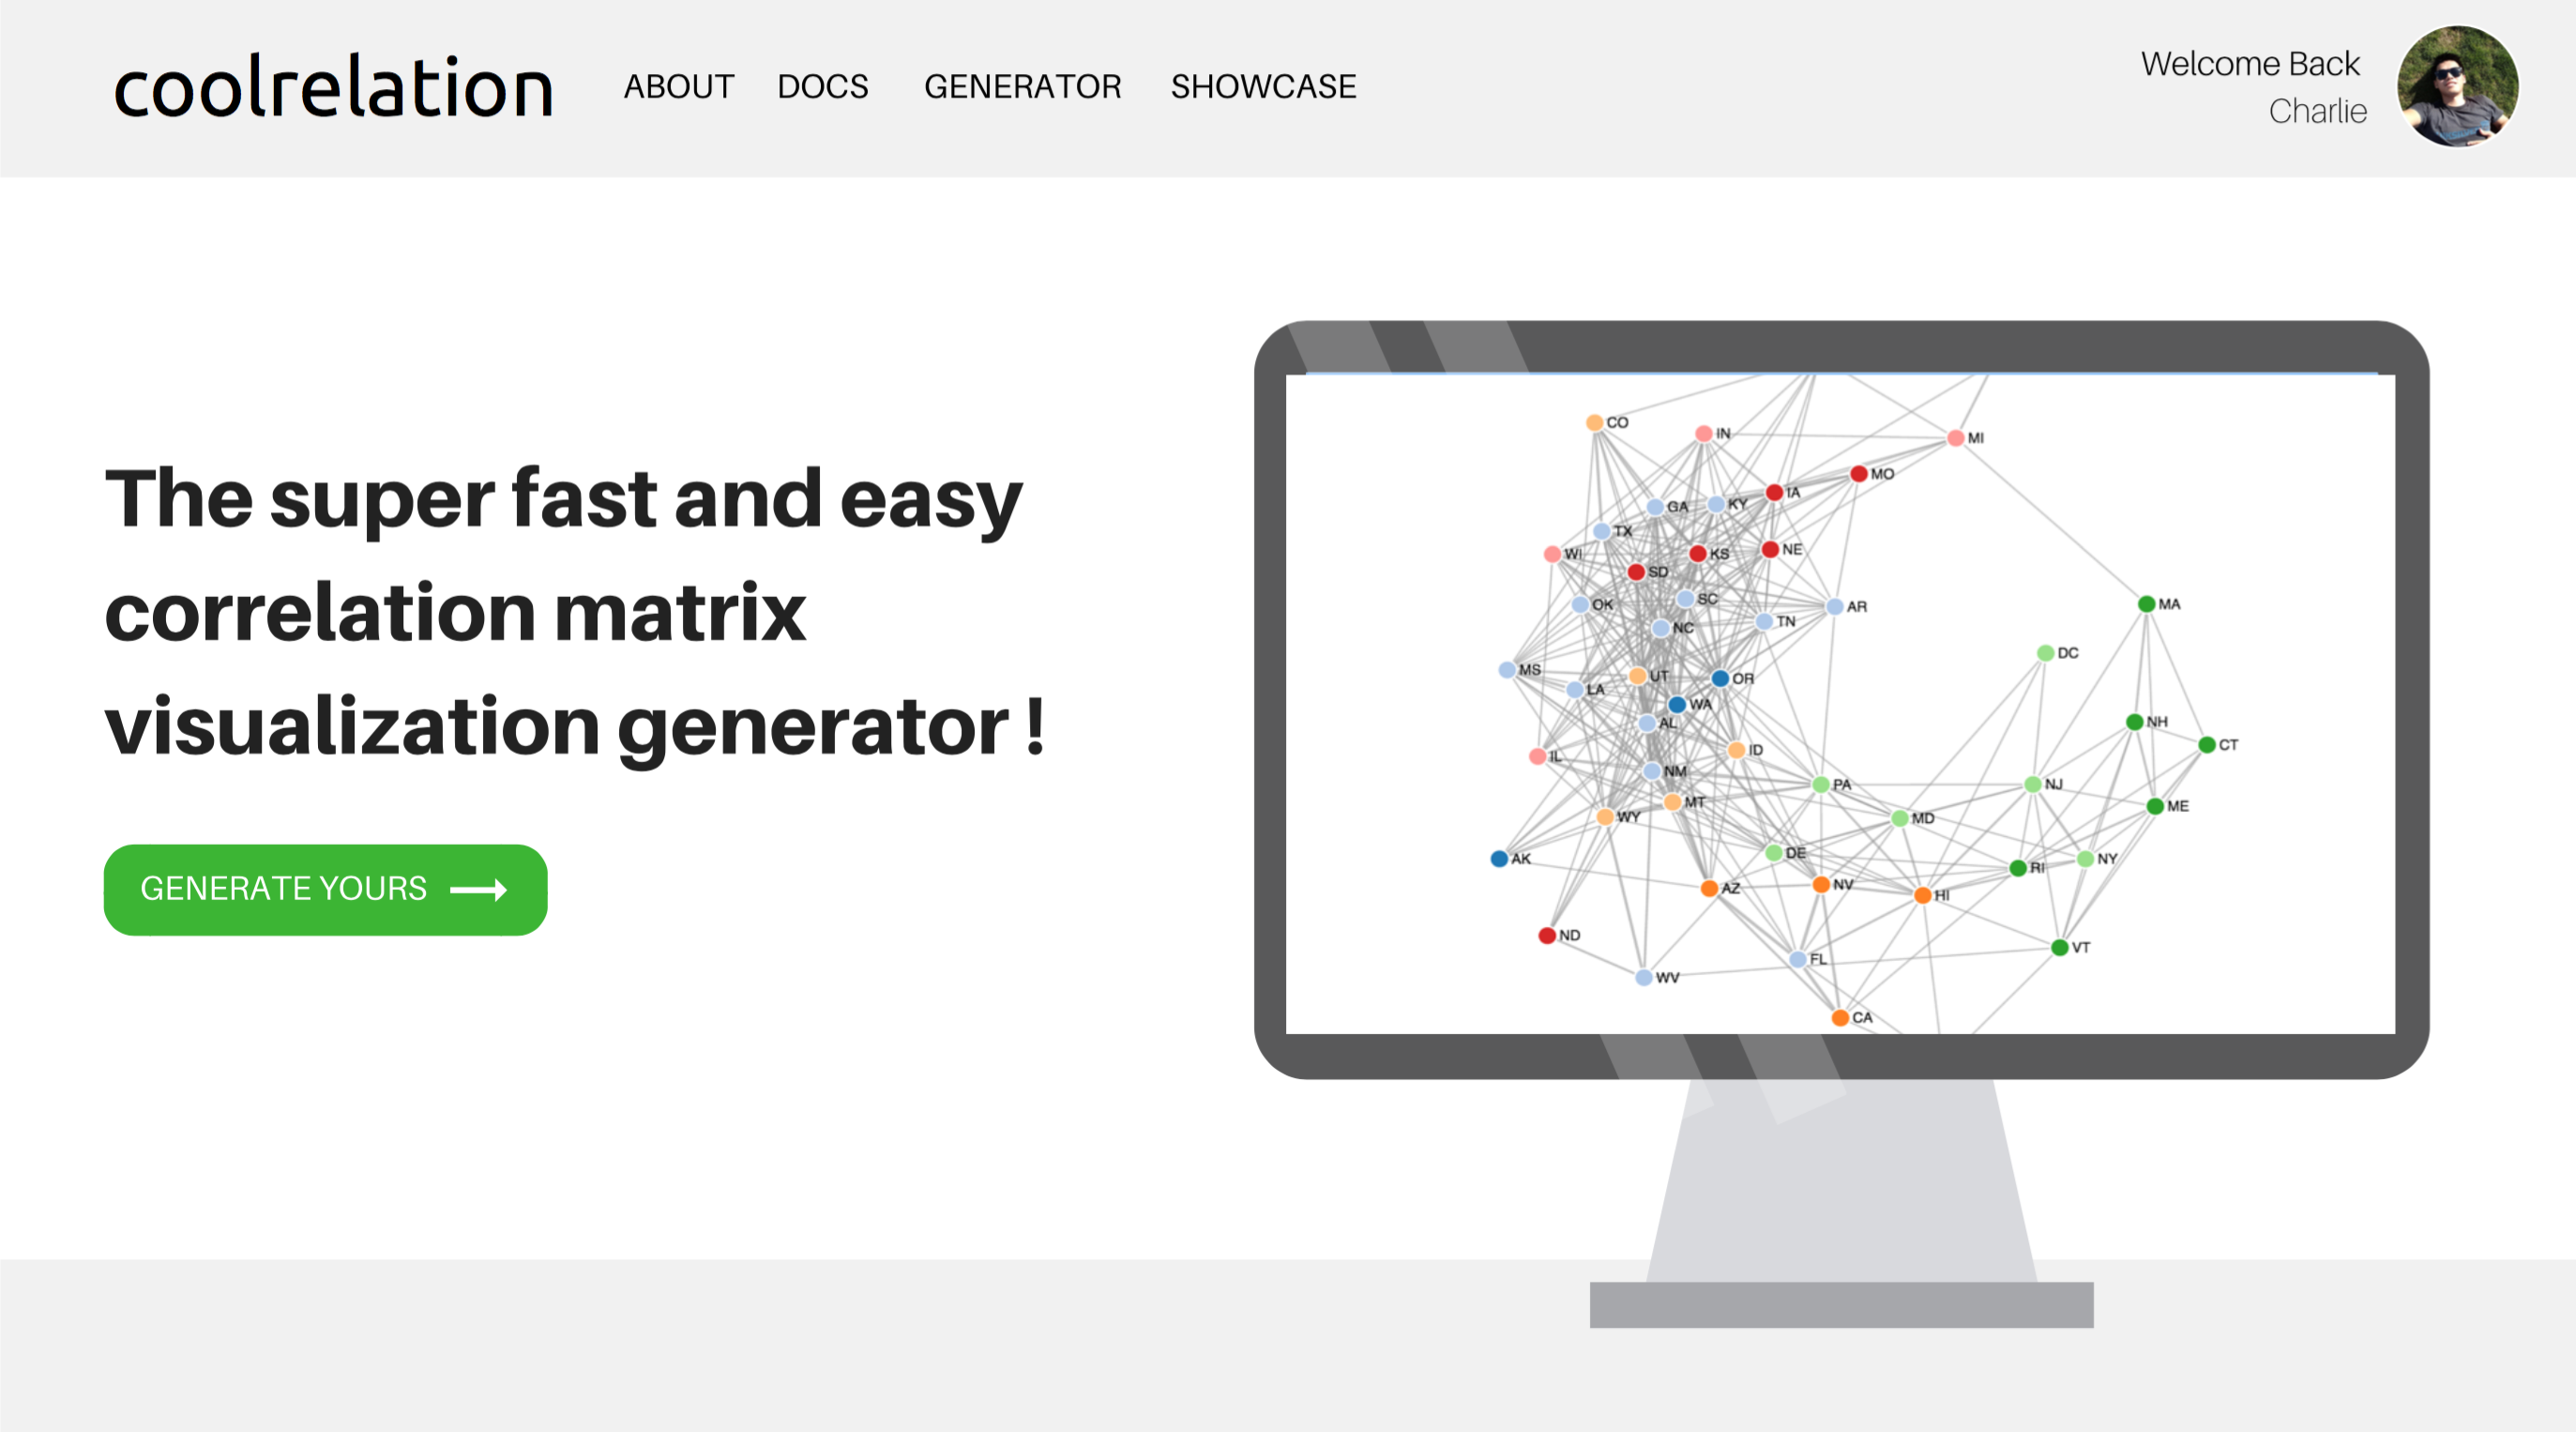 coolrelation
ABOUT DOCS GENERATOR SHOWCASE
Welcome Back
Charlie
The super fast and easy
correlation matrix
visualization generator !
GENERATE YOURS
CO
IN
MI
MO
IA
GA
KY
TX
WI
KS
NE
SD
OK
SC
AR
NC
TN
MA
DC
MS
UT
OR
LA
WA
AL
NH
CT
IL
ID
NM
PA
NJ
MT
ME
WY
MD
DE
NY
AK
RI
AZ
NV
HI
ND
VT
FL
WV
CA